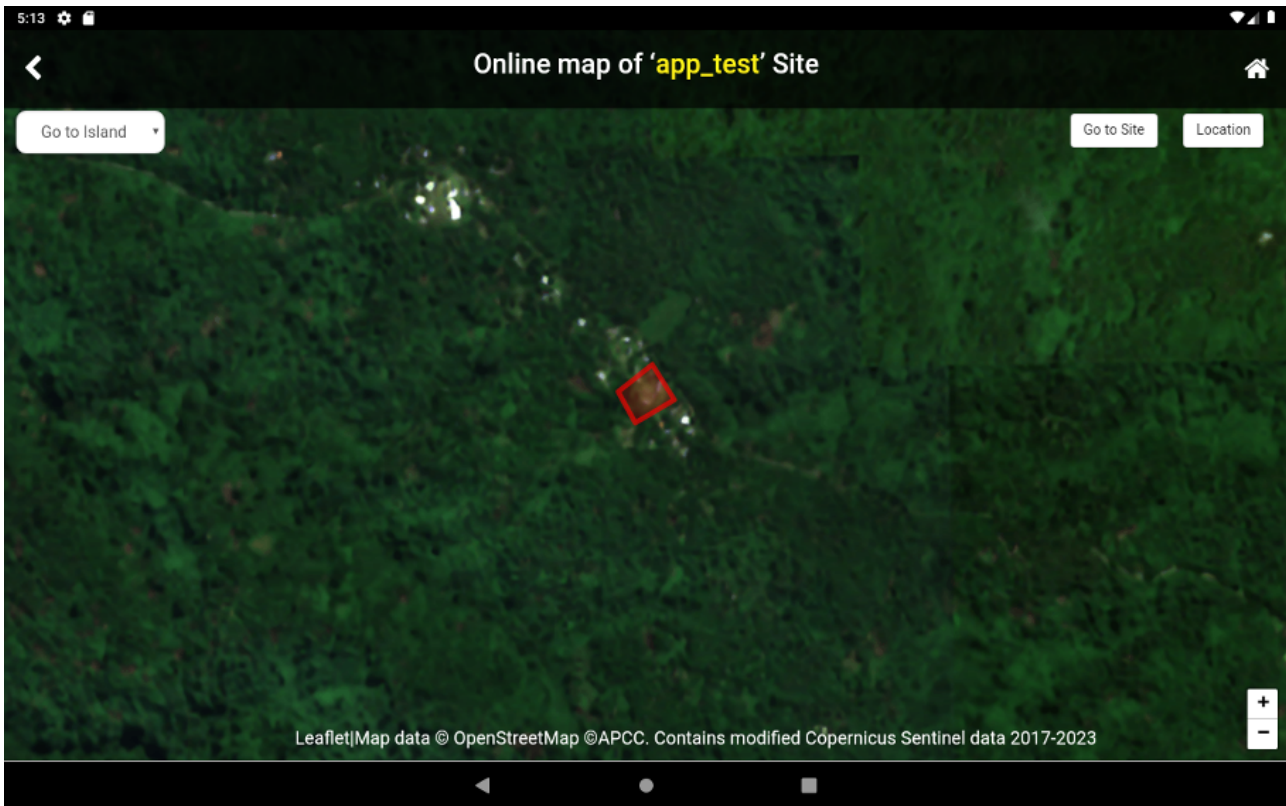 5:13
Online map of ‘app_test’ Site
Go to Island
Go to Site
Location
+
−
Leaflet|Map data © OpenStreetMap ©APCC. Contains modified Copernicus Sentinel data 2017-2023